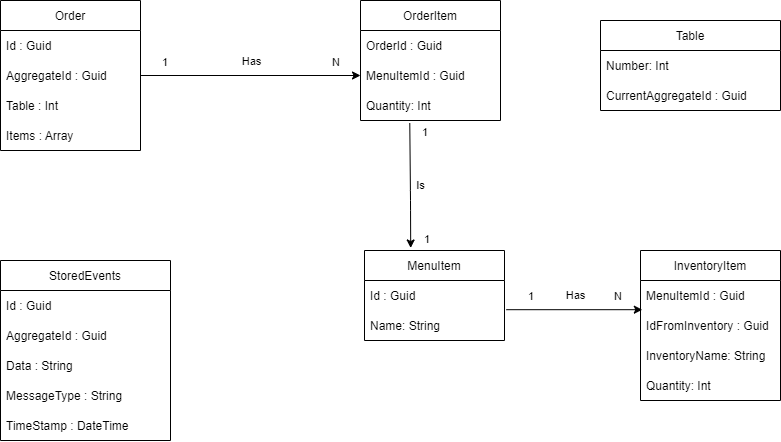 Order
Id : Guid
AggregateId : Guid
Table : Int
Items : Array
1 Has N
OrderItem
OrderId : Guid
MenuItemId : Guid
Quantity: Int
Table
Number: Int
CurrentAggregateId : Guid
1
Is
1
StoredEvents
Id : Guid
AggregateId : Guid
Data : String
MessageType : String
TimeStamp : DateTime
MenuItem
Id : Guid
Name: String
1 Has N
InventoryItem
MenuItemId : Guid
IdFromInventory : Guid
InventoryName: String
Quantity: Int